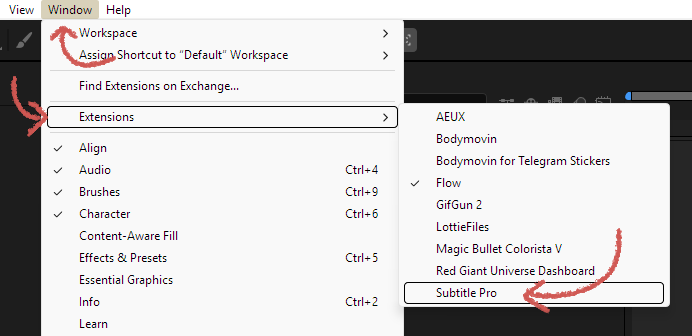 View Window Help
Workspace
Assign Shortcut to "Default" Workspace
Find Extensions on Exchange...
Extensions
Align
Audio Ctrl+4
Brushes Ctrl+9
Character Ctrl+6
Content-Aware Fill
Effects & Presets Ctrl+5
Essential Graphics
Info Ctrl+2
Learn
AEUX
Bodymovin
Bodymovin for Telegram Stickers
Flow
GifGun 2
LottieFiles
Magic Bullet Colorista V
Red Giant Universe Dashboard
Subtitle Pro